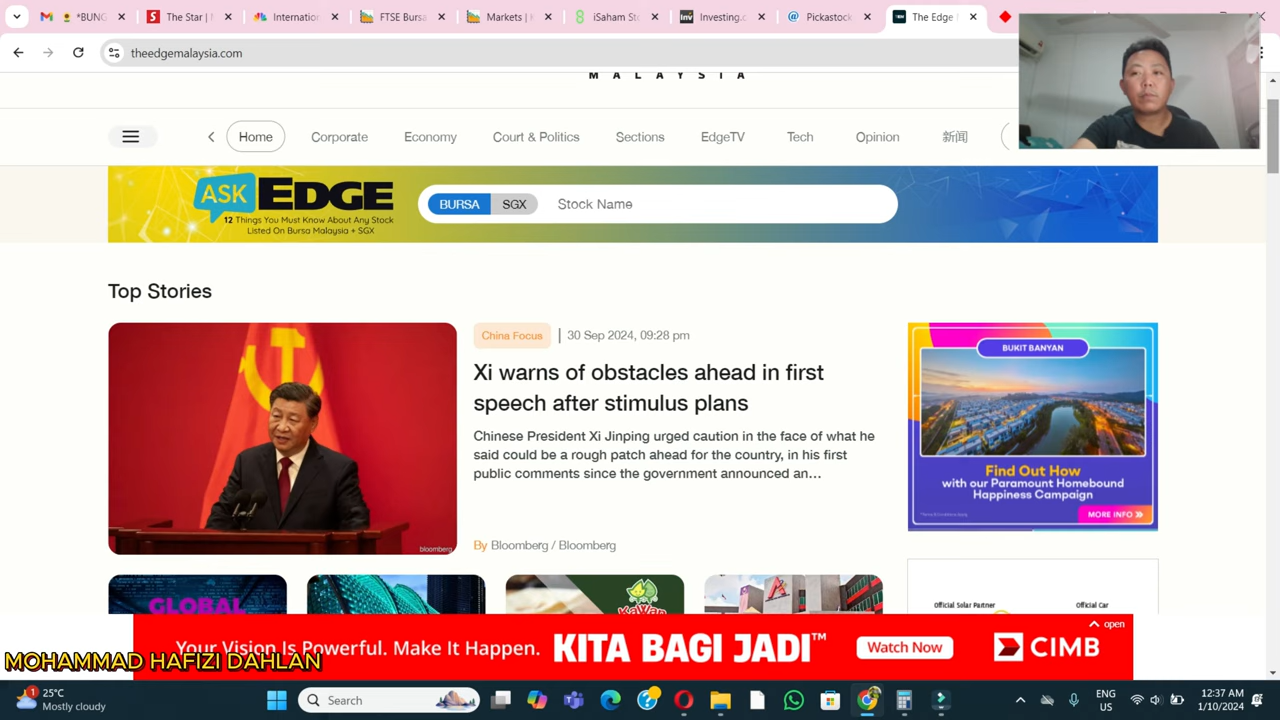 *BUNG
The Star
Internatio
FTSE Bursa
Markets | K
iSaham S
Investing.c
Pickastock
The Edge M
theedgemalaysia.com
MALAYSIA
Home
Corporate
Economy
Court & Politics
Sections
EdgeTV
Tech
Opinion
新闻
ASK EDGE
12 Things You Must Know About Any Stock
Listed On Bursa Malaysia + SGX
BURSA
SGX
Stock Name
Top Stories
China Focus
30 Sep 2024, 09:28 pm
Xi warns of obstacles ahead in first
speech after stimulus plans
Chinese President Xi Jinping urged caution in the face of what he
said could be a rough patch ahead for the country, in his first
public comments since the government announced an...
By Bloomberg / Bloomberg
bloomberg
BUKIT BANYAN
Find Out How
with our Paramount Homebound
Happiness Campaign
MORE INFO
GLOBAL
Kawan
Official Solar Partner
Official Car
open
Your Vision Is Powerful. Make It Happen.
KITA BAGI JADI™
Watch Now
CIMB
MOHAMMAD HAFIZI DAHLAN
1
25°C
Mostly cloudy
Search
ENG
US
12:37 AM
1/10/2024